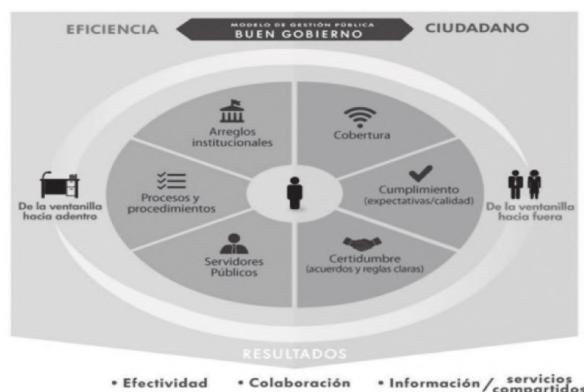 MODELO DE GESTIÓN PÚBLICA
EFICIENCIA
BUEN GOBIERNO
CIUDADANO
Arreglos
institucionales
Cobertura
De la ventanilla
hacia adentro
Procesos y
procedimientos
Cumplimiento
(expectativas/calidad)
De la ventanilla
hacia fuera
Servidores
Públicos
Certidumbre
(acuerdos y reglas claras)
RESULTADOS
• Efectividad
• Colaboración
• Información/servicios
compartidos